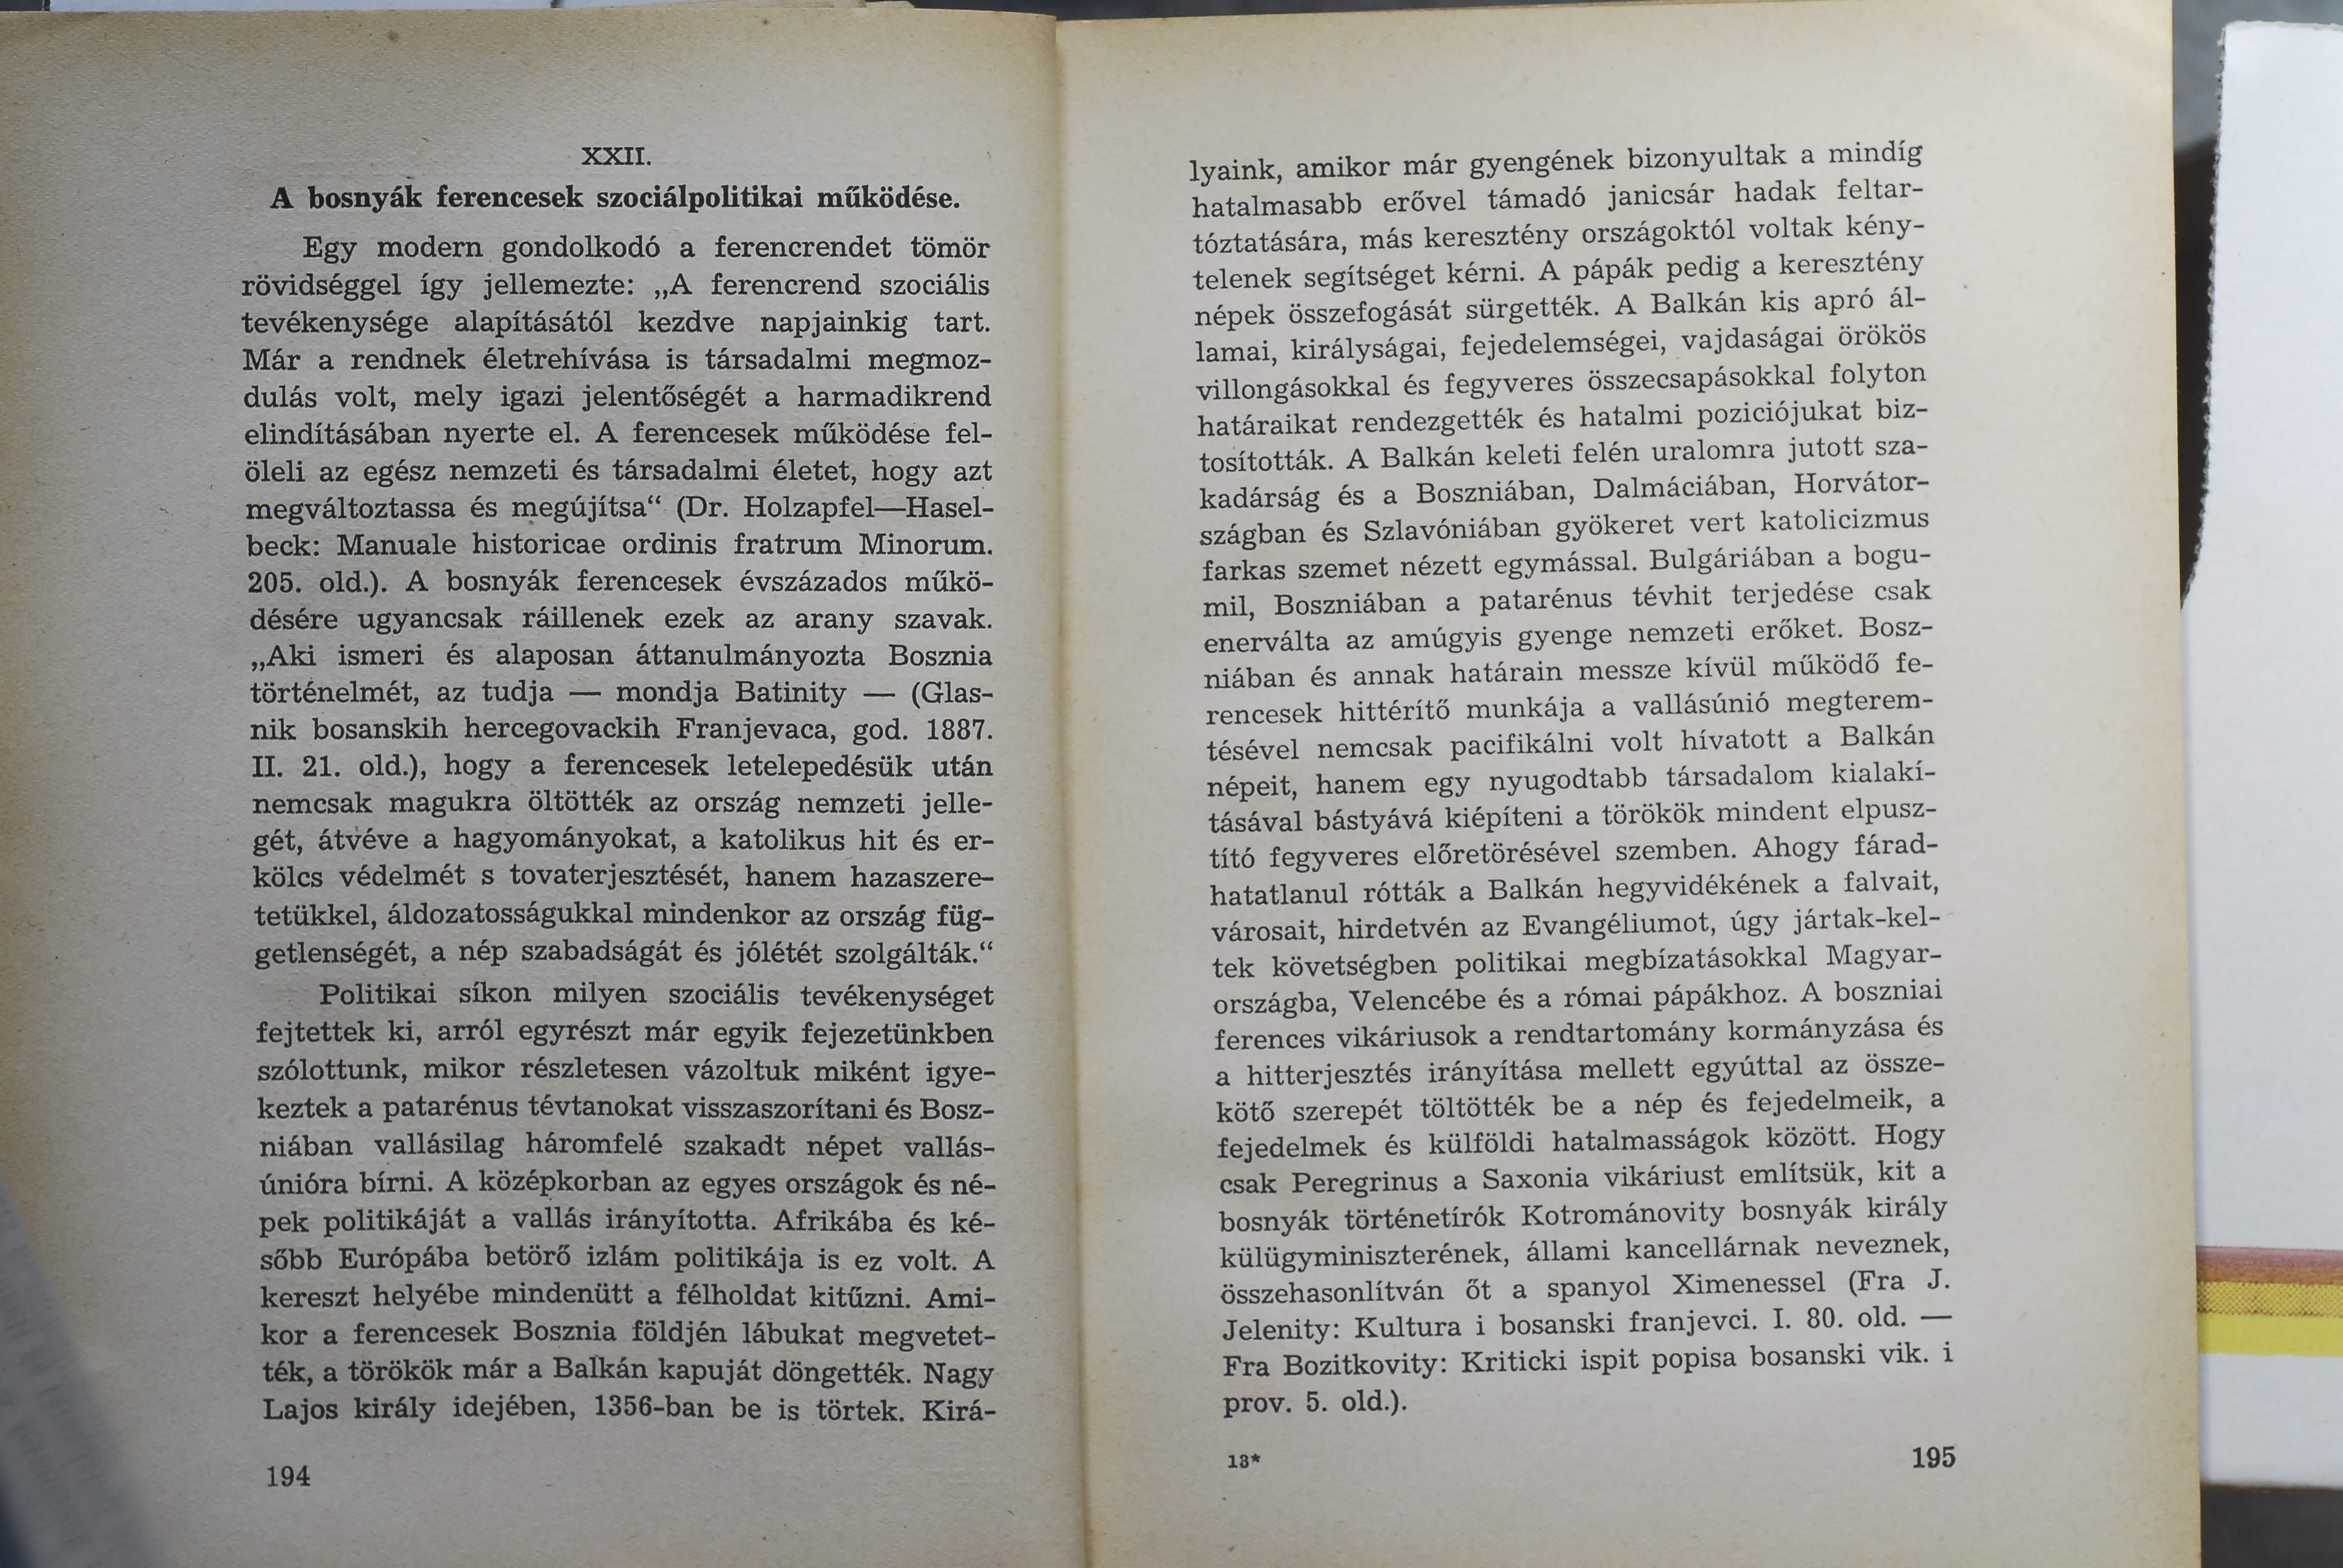 XXII.
A bosnyák ferencesek szociálpolitikai működése.
Egy modern gondolkodó a ferencrendet tömör
rövidséggel így jellemezte: „A ferencrend szociális
tevékenysége alapításától kezdve napjainkig tart.
Már a rendnek életrehívása is társadalmi megmoz-
dulás volt, mely igazi jelentőségét a harmadikrend
elindításában nyerte el. A ferencesek működése fel-
öleli az egész nemzeti és társadalmi életet, hogy azt
megváltoztassa és megújítsa“ (Dr. Holzapfel—Hasel-
beck: Manuale historicae ordinis fratrum Minorum.
205. old.). A bosnyák ferencesek évszázados műkö-
désére ugyancsak ráillenek ezek az arany szavak.
„Aki ismeri és alaposan áttanulmányozta Bosznia
történelmét, az tudja — mondja Batinity — (Glas-
nik bosanskih hercegovackih Franjevaca, god. 1887.
II. 21. old.), hogy a ferencesek letelepedésük után
nemcsak magukra öltötték az ország nemzeti jelle-
gét, átvéve a hagyományokat, a katolikus hit és er-
kölcs védelmét s tovaterjesztését, hanem hazaszere-
tetükkel, áldozatosságukkal mindenkor az ország füg-
getlenségét, a nép szabadságát és jólétét szolgálták.“
Politikai síkon milyen szociális tevékenységet
fejtettek ki, arról egyrészt már egyik fejezetünkben
szólottunk, mikor részletesen vázoltuk miként igye-
keztek a patarénus tévtanokat visszaszorítani és Bosz-
niában vallásilag háromfelé szakadt népet vallás-
únióra bírni. A középkorban az egyes országok és né-
pek politikáját a vallás irányította. Afrikába és ké-
sőbb Európába betörő izlám politikája is ez volt. A
kereszt helyébe mindenütt a félholdat kitűzni. Ami-
kor a ferencesek Bosznia földjén lábukat megvetet-
ték, a törökök már a Balkán kapuját döngették. Nagy
Lajos király idejében, 1356-ban be is törtek. Kirá-
194
lyaink, amikor már gyengének bizonyultak a mindíg
hatalmasabb erővel támadó janicsár hadak feltar-
tóztatására, más keresztény országoktól voltak kény-
telenek segítséget kérni. A pápák pedig a keresztény
népek összefogását sürgették. A Balkán kis apró ál-
lamai, királyságai, fejedelemségei, vajdaságai örökös
villongásokkal és fegyveres összecsapásokkal folyton
határaikat rendezgették és hatalmi poziciójukat biz-
tosították. A Balkán keleti felén uralomra jutott sza-
kadárság és a Boszniában, Dalmáciában, Horvátor-
szágban és Szlavóniában gyökeret vert katolicizmus
farkas szemet nézett egymással. Bulgáriában a bogu-
mil, Boszniában a patarénus tévhit terjedése csak
enerválta az amúgyis gyenge nemzeti erőket. Bosz-
niában és annak határain messze kívül működő fe-
rencesek hittérítő munkája a vallásúnió megterem-
tésével nemcsak pacifikálni volt hívatott a Balkán
népeit, hanem egy nyugodtabb társadalom kialakí-
tásával bástyává kiépíteni a törökök mindent elpusz-
tító fegyveres előretörésével szemben. Ahogy fárad-
hatatlanul rótták a Balkán hegyvidékének a falvait,
városait, hirdetvén az Evangéliumot, úgy jártak-kel-
tek követségben politikai megbízatásokkal Magyar-
országba, Velencébe és a római pápákhoz. A boszniai
ferences vikáriusok a rendtartomány kormányzása és
a hitterjesztés irányítása mellett egyúttal az össze-
kötő szerepét töltötték be a nép és fejedelmeik, a
fejedelmek és külföldi hatalmasságok között. Hogy
csak Peregrinus a Saxonia vikáriust említsük, kit a
bosnyák történetírók Kotrománovity bosnyák király
külügyminiszterének, állami kancellárnak neveznek,
összehasonlítván őt a spanyol Ximenessel (Fra J.
Jelenity: Kultura i bosanski franjevci. I. 80. old. —
Fra Bozitkovity: Kriticki ispit popisa bosanski vik. i
prov. 5. old.).
13*
195